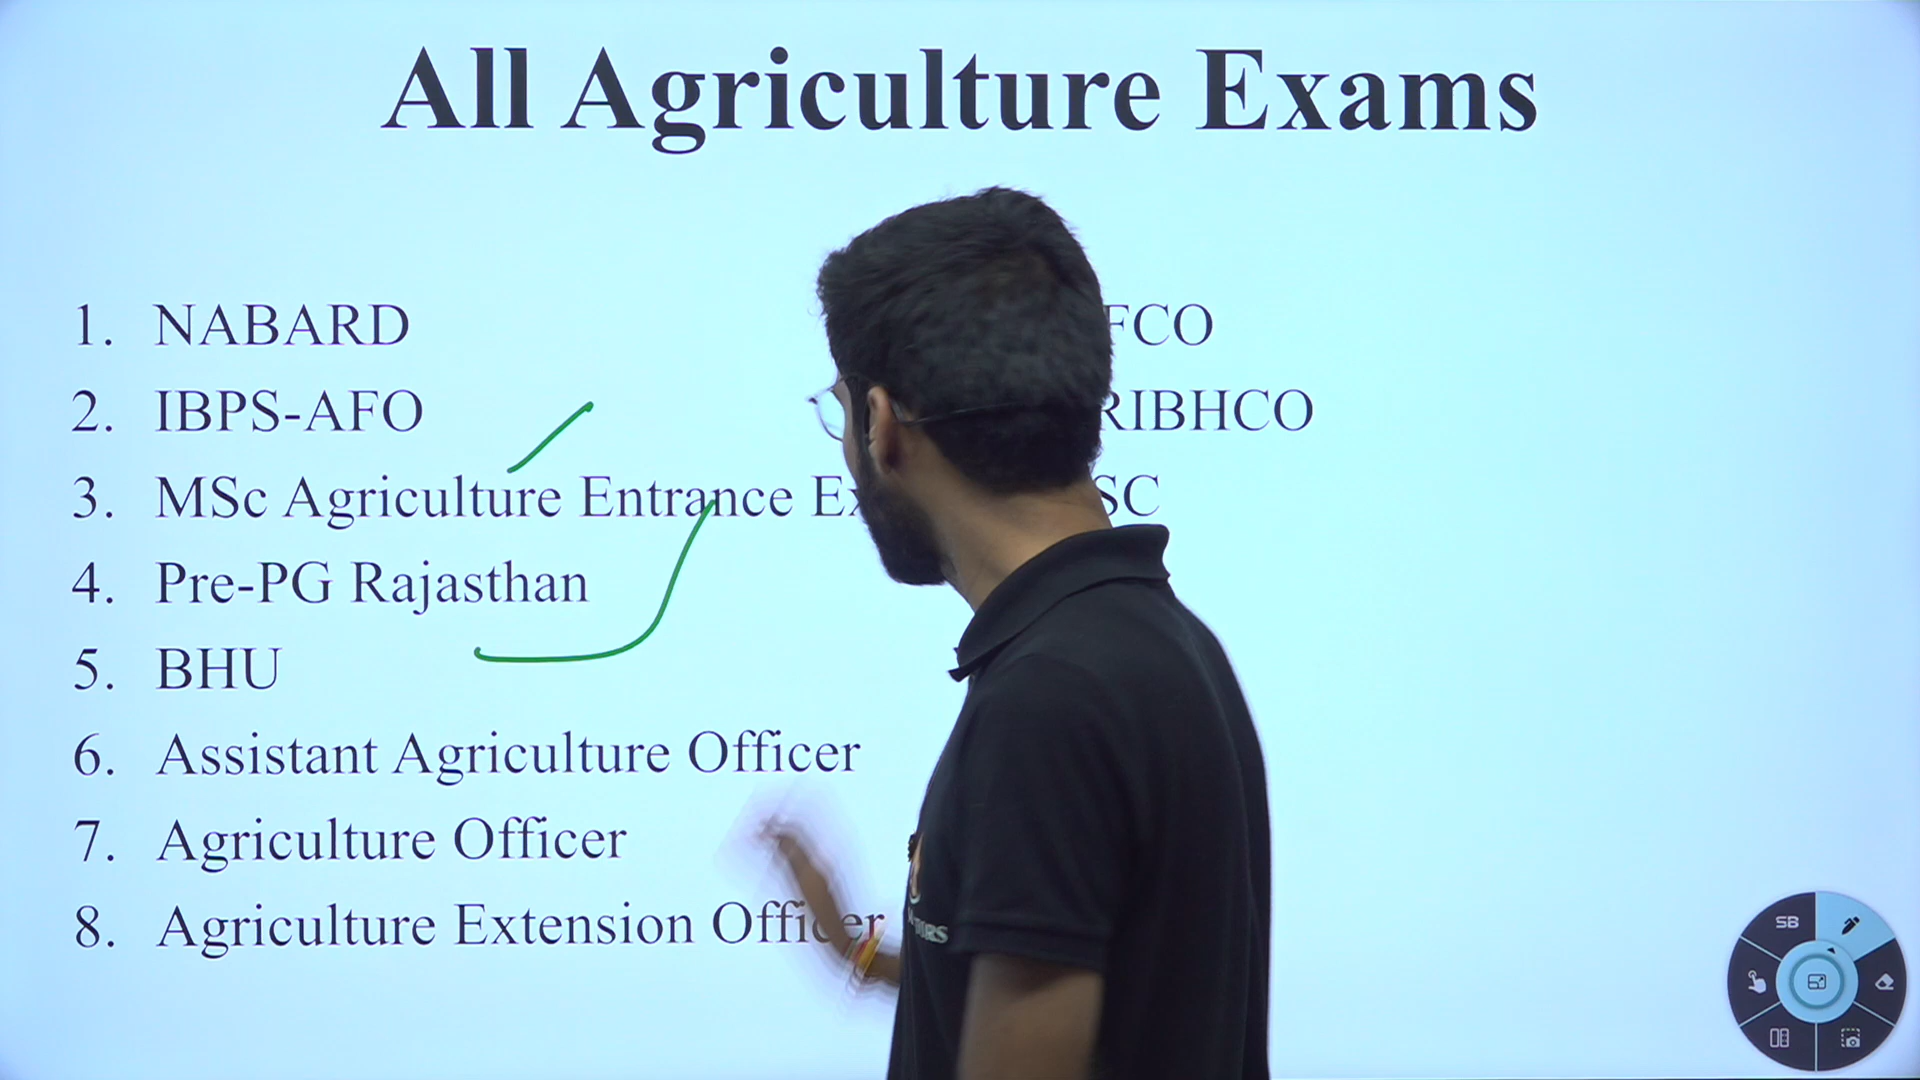 All Agriculture Exams
1. NABARD
2. IBPS-AFO
3. MSc Agriculture Entrance
4. Pre-PG Rajasthan
5. BHU
6. Assistant Agriculture Officer
7. Agriculture Officer
8. Agriculture Extension Officer
FCO
RIBHCO
SC
SB